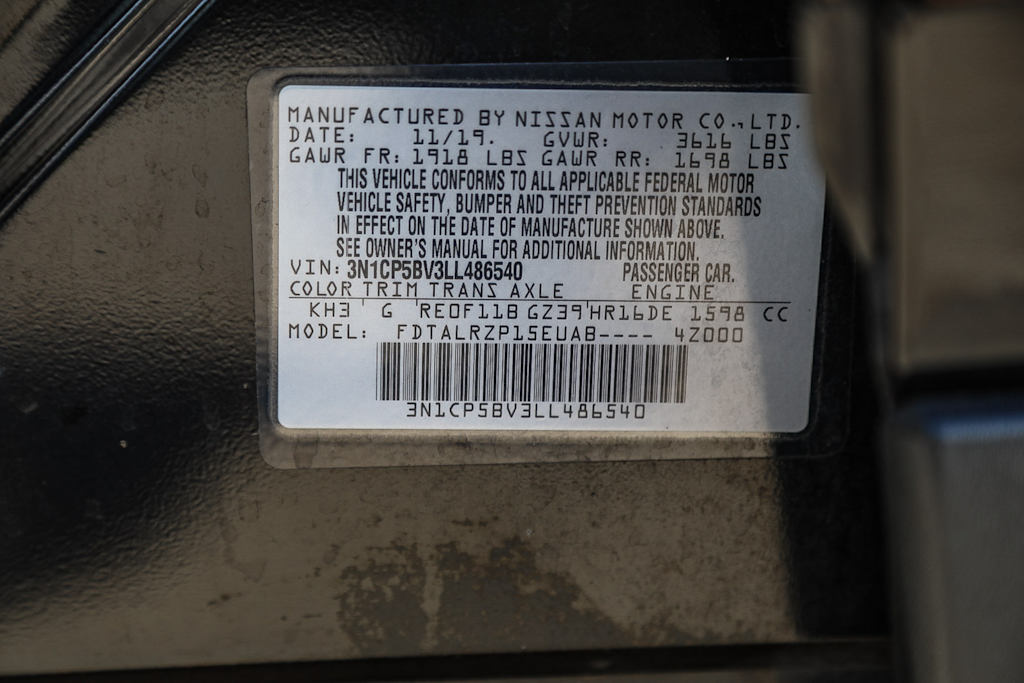 MANUFACTURED BY NISSAN MOTOR CO.,LTD.
DATE: 11/19. GVWR: 3616 LBS
GAWR FR: 1918 LBS GAWR RR: 1698 LBS
THIS VEHICLE CONFORMS TO ALL APPLICABLE FEDERAL MOTOR
VEHICLE SAFETY, BUMPER AND THEFT PREVENTION STANDARDS
IN EFFECT ON THE DATE OF MANUFACTURE SHOWN ABOVE.
SEE OWNER'S MANUAL FOR ADDITIONAL INFORMATION.
VIN: 3N1CP5BV3LL486540 PASSENGER CAR.
COLOR TRIM TRANS AXLE ENGINE
KH3 G RE0F11B GZ39 HR16DE 1598 CC
MODEL: FDTALRZP15EUAB---- 4Z000
3N1CP5BV3LL486540